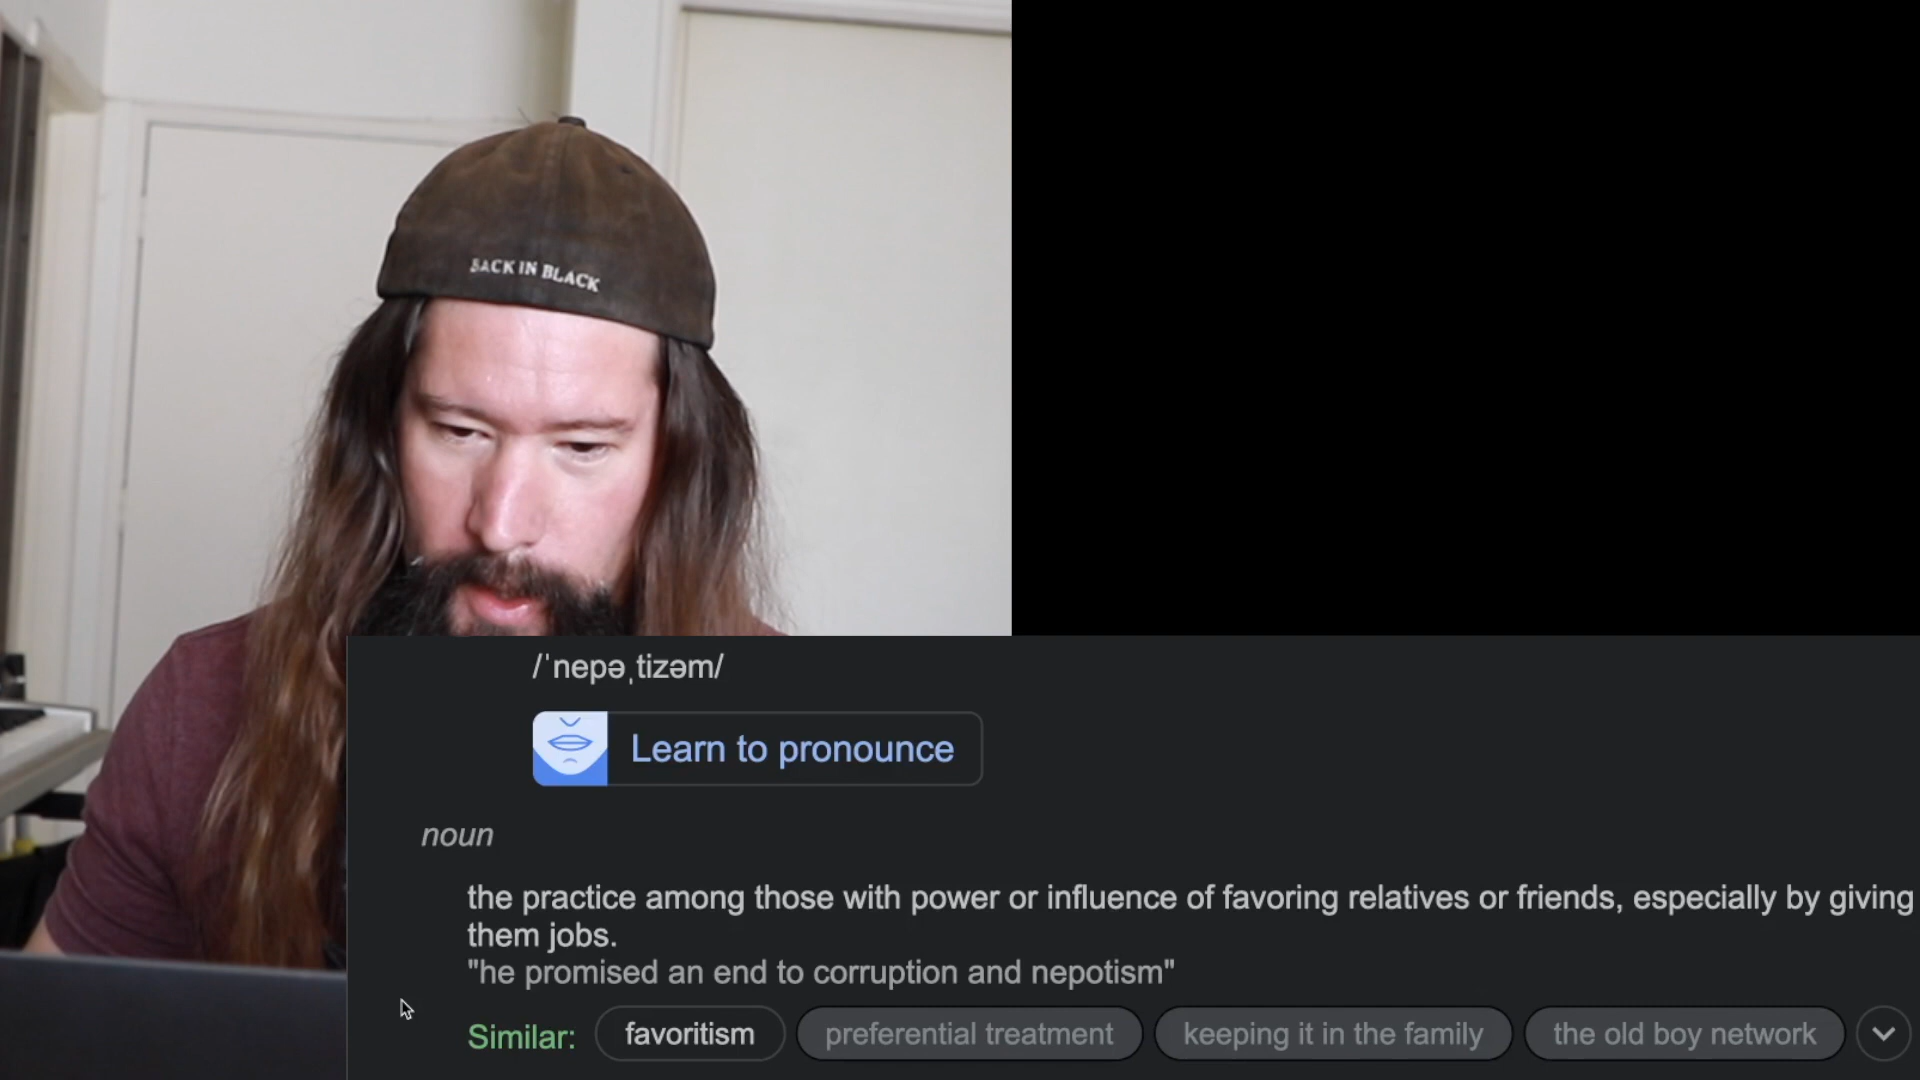 BACK IN BLACK
/ˈnepəˌtizəm/
Learn to pronounce
noun
the practice among those with power or influence of favoring relatives or friends, especially by giving
them jobs.
"he promised an end to corruption and nepotism"
Similar: favoritism preferential treatment keeping it in the family the old boy network